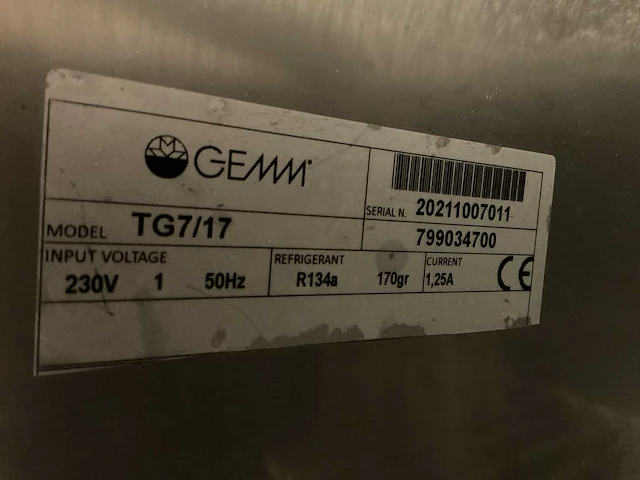 GEMM
SERIAL N. 20211007011
MODEL TG7/17
799034700
INPUT VOLTAGE
230V 1 50Hz
REFRIGERANT
R134a 170gr
CURRENT
1,25A
CE